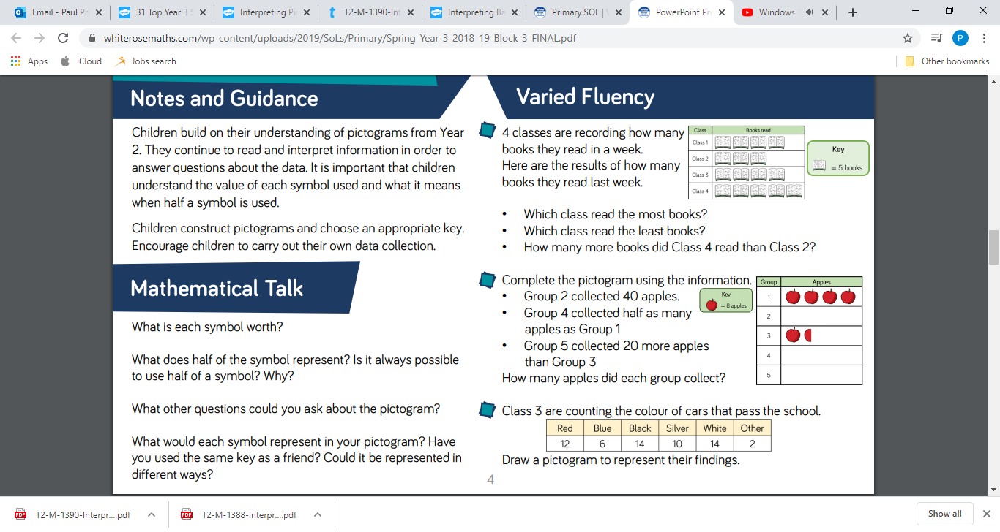 Email - Paul Pr
31 Top Year 3 S
Interpreting Pi
T2-M-1390-Int
Interpreting Ba
Primary SOL | W
PowerPoint Pre
Windows
whiterosemaths.com/wp-content/uploads/2019/SoLs/Primary/Spring-Year-3-2018-19-Block-3-FINAL.pdf
P
Apps
iCloud
Jobs search
Other bookmarks
Notes and Guidance
Children build on their understanding of pictograms from Year
2. They continue to read and interpret information in order to
answer questions about the data. It is important that children
understand the value of each symbol used and what it means
when half a symbol is used.
Children construct pictograms and choose an appropriate key.
Encourage children to carry out their own data collection.
Mathematical Talk
What is each symbol worth?
What does half of the symbol represent? Is it always possible
to use half of a symbol? Why?
What other questions could you ask about the pictogram?
What would each symbol represent in your pictogram? Have
you used the same key as a friend? Could it be represented in
different ways?
Varied Fluency
4 classes are recording how many
books they read in a week.
Here are the results of how many
books they read last week.
Class Books read
Class 1
Class 2
Class 3
Class 4
Key
= 5 books
• Which class read the most books?
• Which class read the least books?
• How many more books did Class 4 read than Class 2?
Complete the pictogram using the information.
• Group 2 collected 40 apples.
• Group 4 collected half as many
apples as Group 1
• Group 5 collected 20 more apples
than Group 3
How many apples did each group collect?
Key
= 8 apples
Group Apples
1
2
3
4
5
Class 3 are counting the colour of cars that pass the school.
Red Blue Black Silver White Other
12 6 14 10 14 2
Draw a pictogram to represent their findings.
4
T2-M-1390-Interpr....pdf
T2-M-1388-Interpr....pdf
Show all